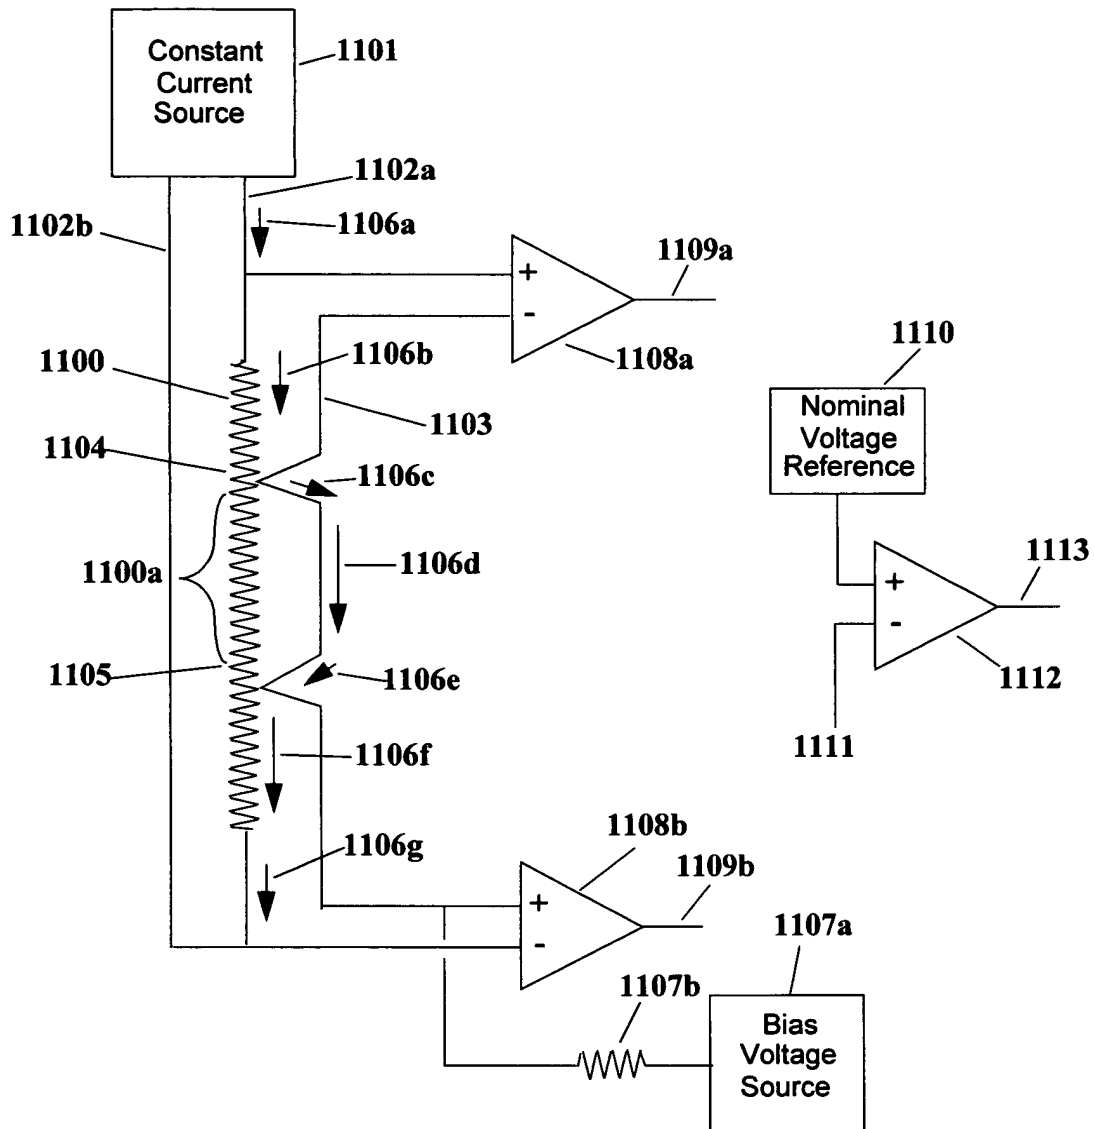 Constant
Current
Source
1101
1102a
1102b
1106a
1109a
1108a
1110
1100
1106b
Nominal
Voltage
Reference
1103
1104
1106c
1100a
1106d
1113
+
-
+
-
1105
1106e
1112
1111
1106f
1108b
1106g
1109b
+
-
1107a
1107b
Bias
Voltage
Source